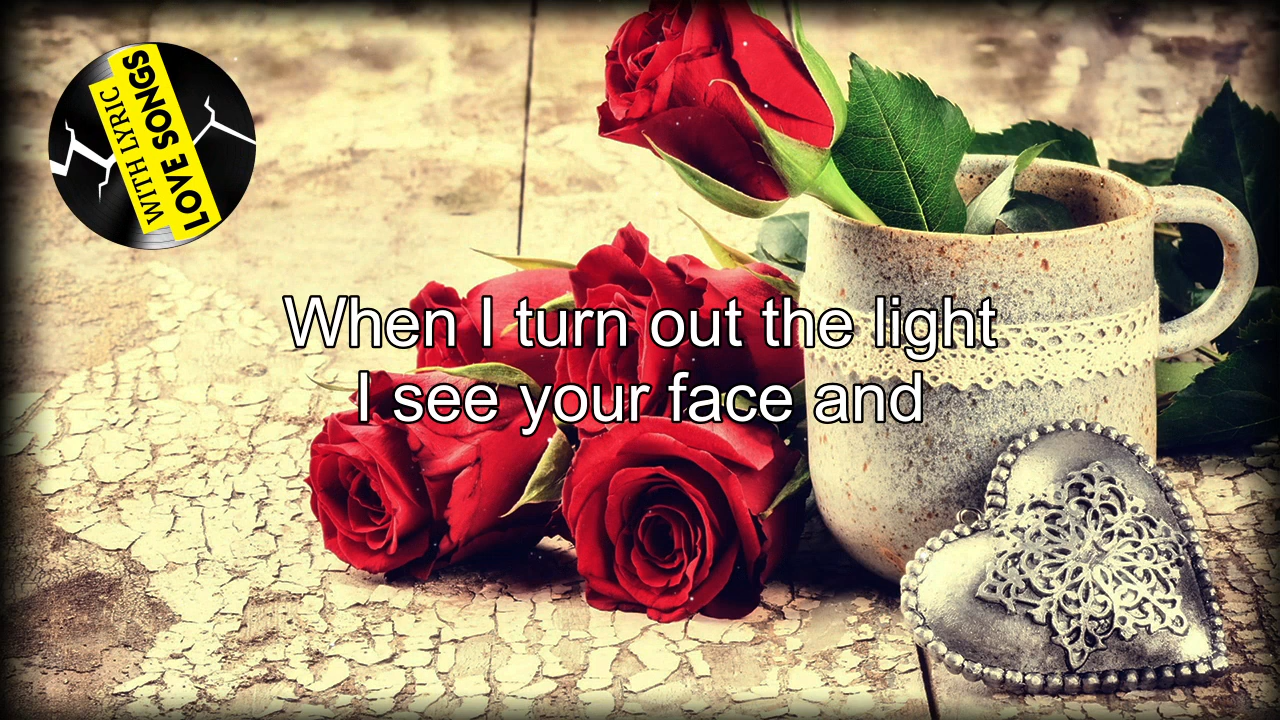 WITH LYRIC
LOVE SONGS
When I turn out the light
I see your face and